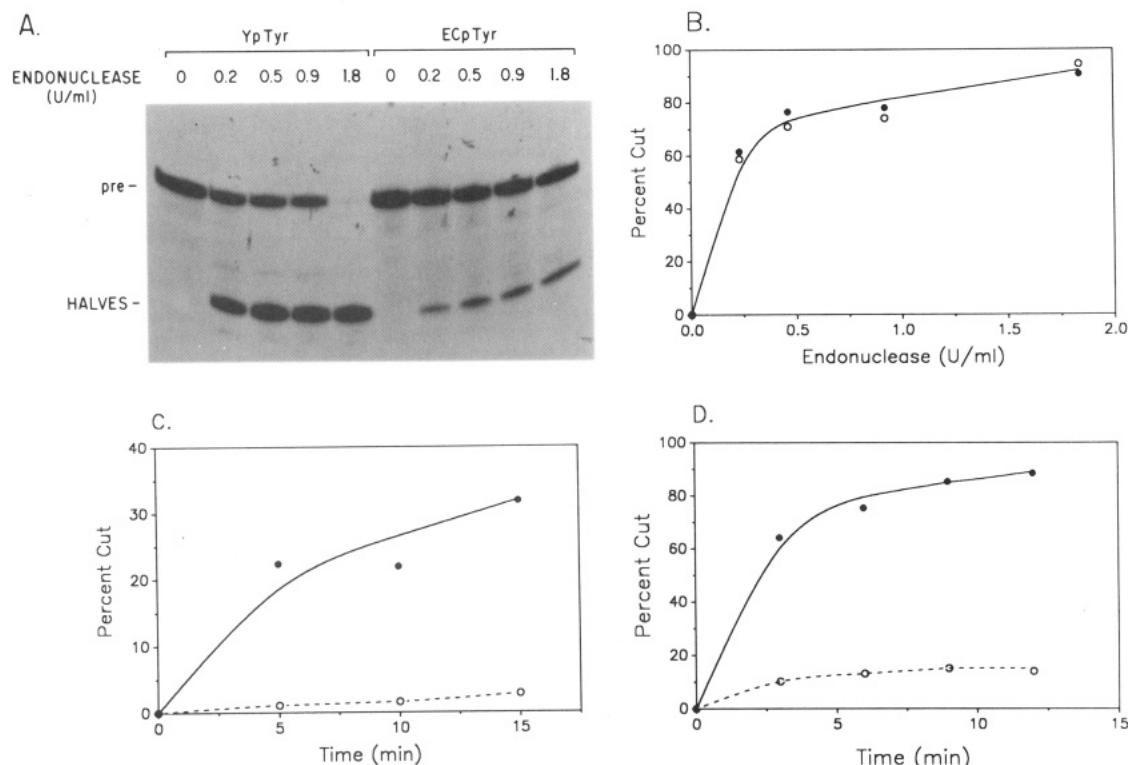 A.
YpTyr ECpTyr
ENDONUCLEASE 0 0.2 0.5 0.9 1.8 0 0.2 0.5 0.9 1.8
(U/ml)
pre
HALVES
B.
Percent Cut
100
80
60
40
20
0
0.0 0.5 1.0 1.5 2.0
Endonuclease (U/ml)
C.
Percent Cut
40
30
20
10
0
0 5 10 15
Time (min)
D.
Percent Cut
100
80
60
40
20
0
0 5 10 15
Time (min)